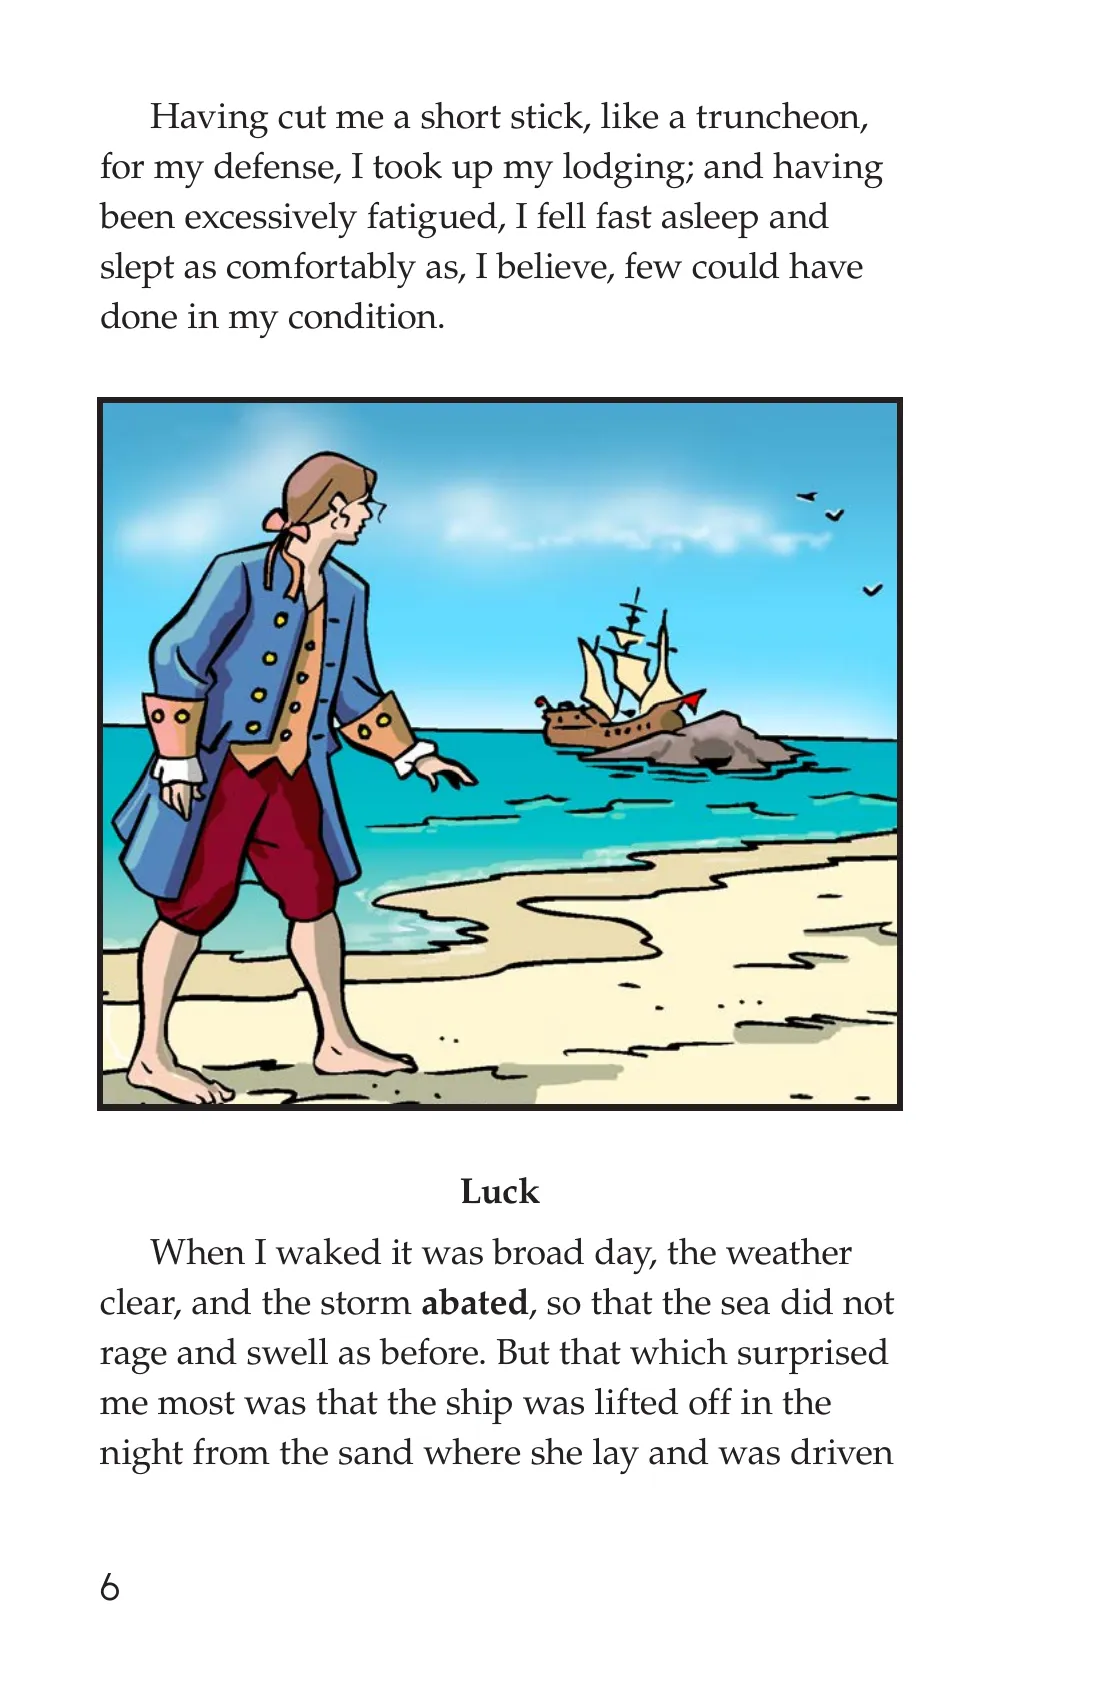 Having cut me a short stick, like a truncheon,
for my defense, I took up my lodging; and having
been excessively fatigued, I fell fast asleep and
slept as comfortably as, I believe, few could have
done in my condition.
Luck
When I waked it was broad day, the weather
clear, and the storm abated, so that the sea did not
rage and swell as before. But that which surprised
me most was that the ship was lifted off in the
night from the sand where she lay and was driven
6